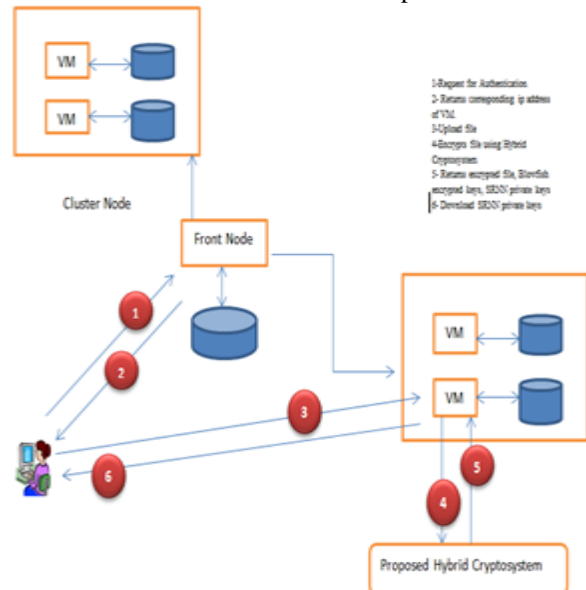 VM
VM
Cluster Node
1-Request for Authentication
2- Returns corresponding ip address
of VM.
3-Upload file
4-Encrypts file using Hybrid
Cryptosystem
5- Returns encrypted file, Blowfish
encrypted keys, SRNN private keys
6- Download SRNN private keys
Front Node
1
2
VM
VM
3
6
5
4
Proposed Hybrid Cryptosystem